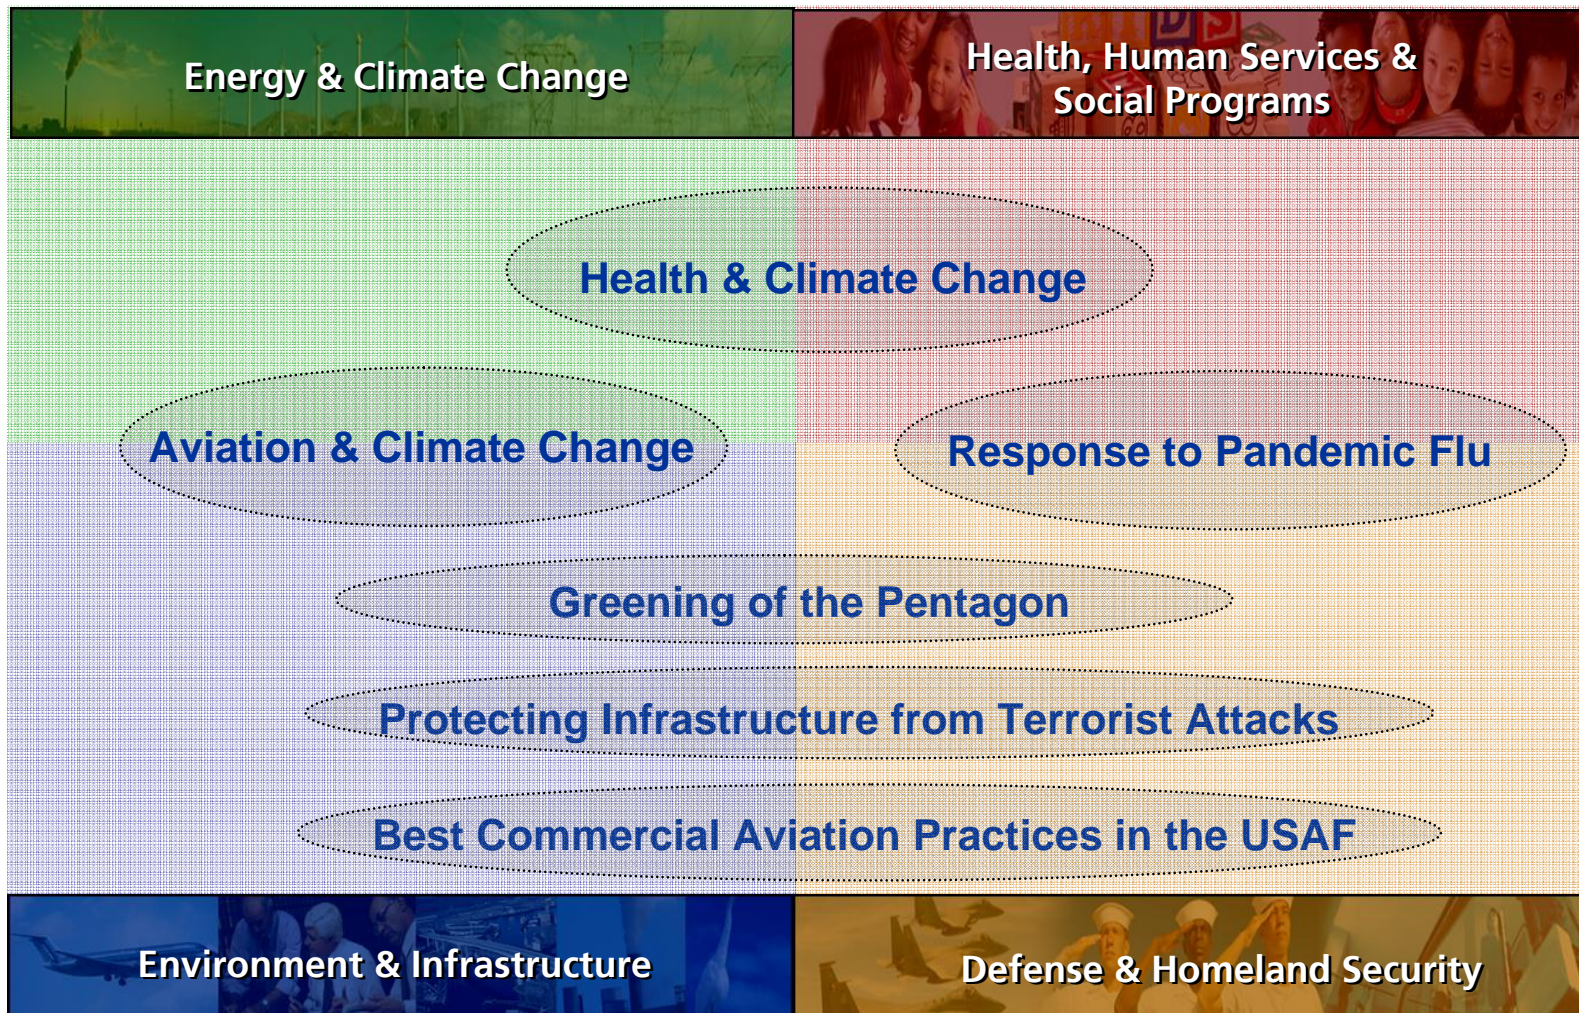 Energy & Climate Change
Health, Human Services &
Social Programs
Health & Climate Change
Aviation & Climate Change
Response to Pandemic Flu
Greening of the Pentagon
Protecting Infrastructure from Terrorist Attacks
Best Commercial Aviation Practices in the USAF
Environment & Infrastructure
Defense & Homeland Security